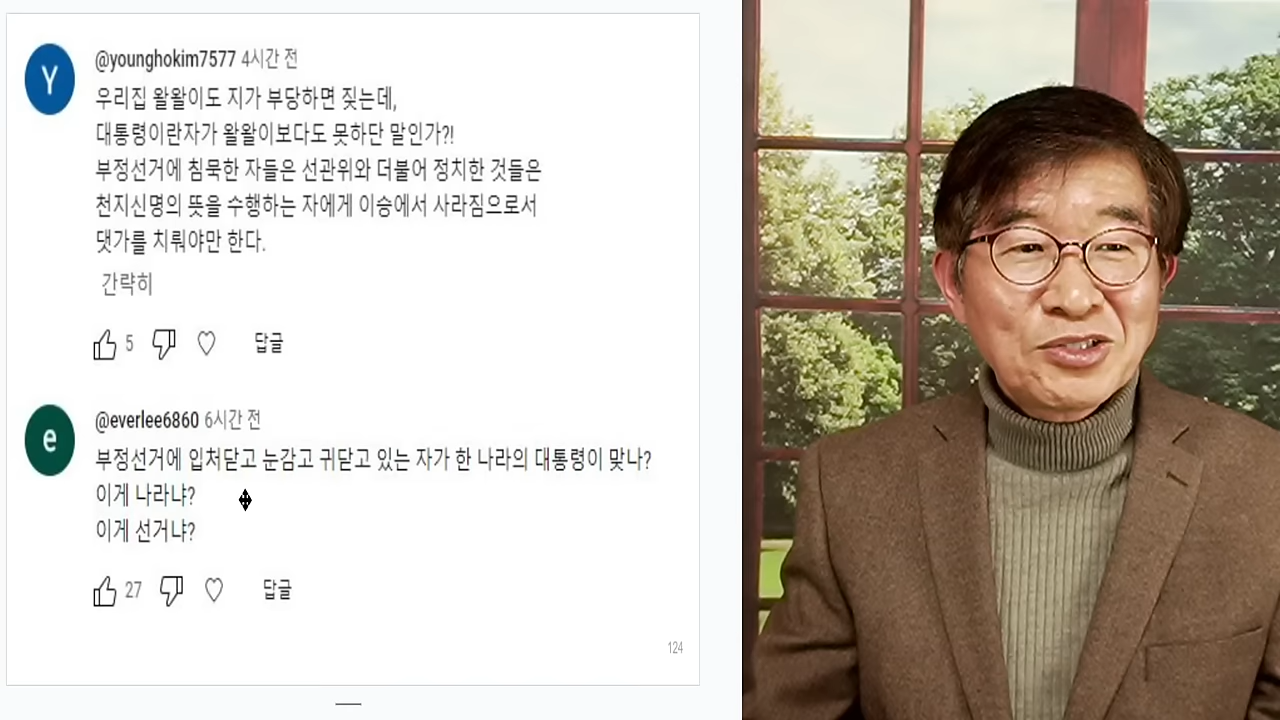 Y
@younghokim7577 4시간 전
우리집 왈왈이도 지가 부당하면 짖는데,
대통령이란자가 왈왈이보다도 못하단 말인가?!
부정선거에 침묵한 자들은 선관위와 더불어 정치한 것들은
천지신명의 뜻을 수행하는 자에게 이승에서 사라짐으로서
댓가를 치뤄야만 한다.
간략히
5
답글
e
@everlee6860 6시간 전
부정선거에 입처닫고 눈감고 귀닫고 있는 자가 한 나라의 대통령이 맞나?
이게 나라냐?
이게 선거냐?
27
답글
124